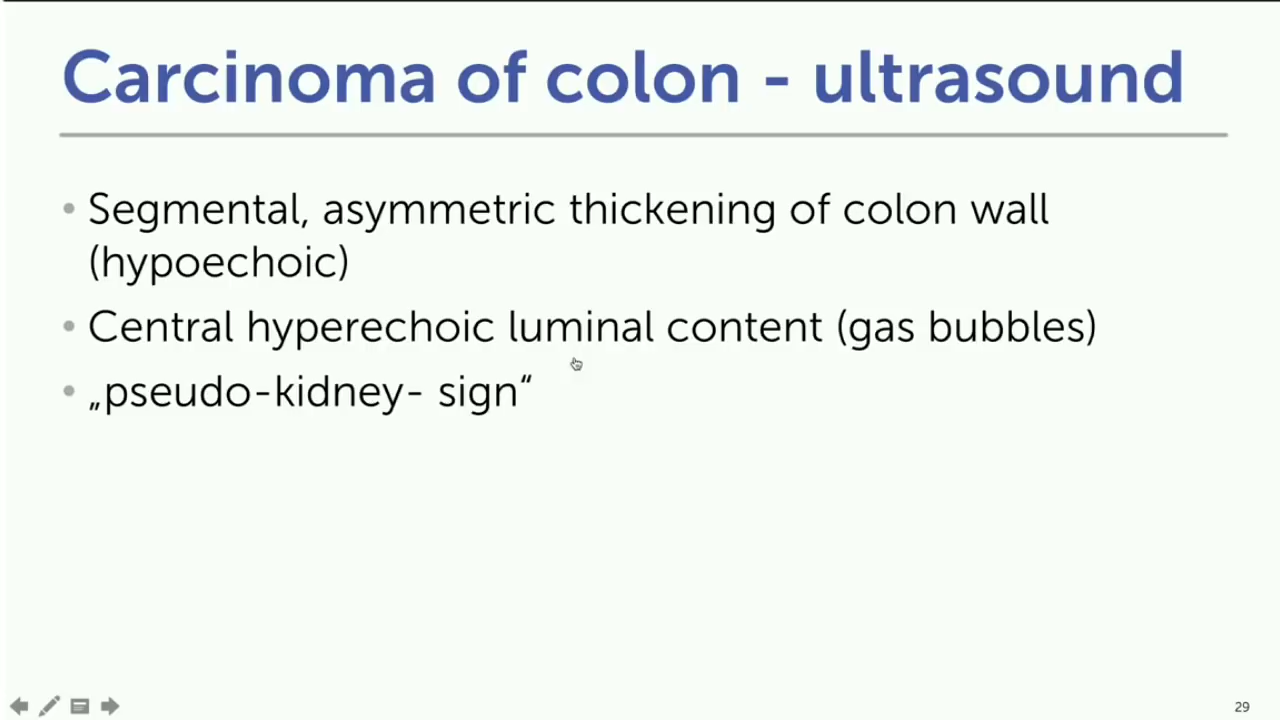 Carcinoma of colon - ultrasound
• Segmental, asymmetric thickening of colon wall
(hypoechoic)
• Central hyperechoic luminal content (gas bubbles)
• „pseudo-kidney- sign“
29